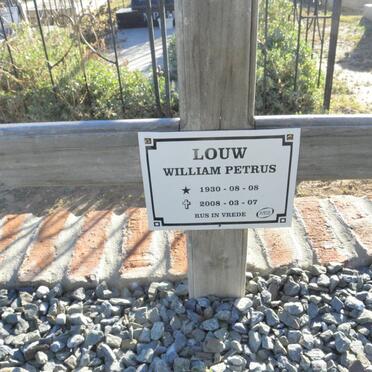 LOUW
WILLIAM PETRUS
1930 - 08 - 08
2008 - 03 - 07
RUS IN VREDE